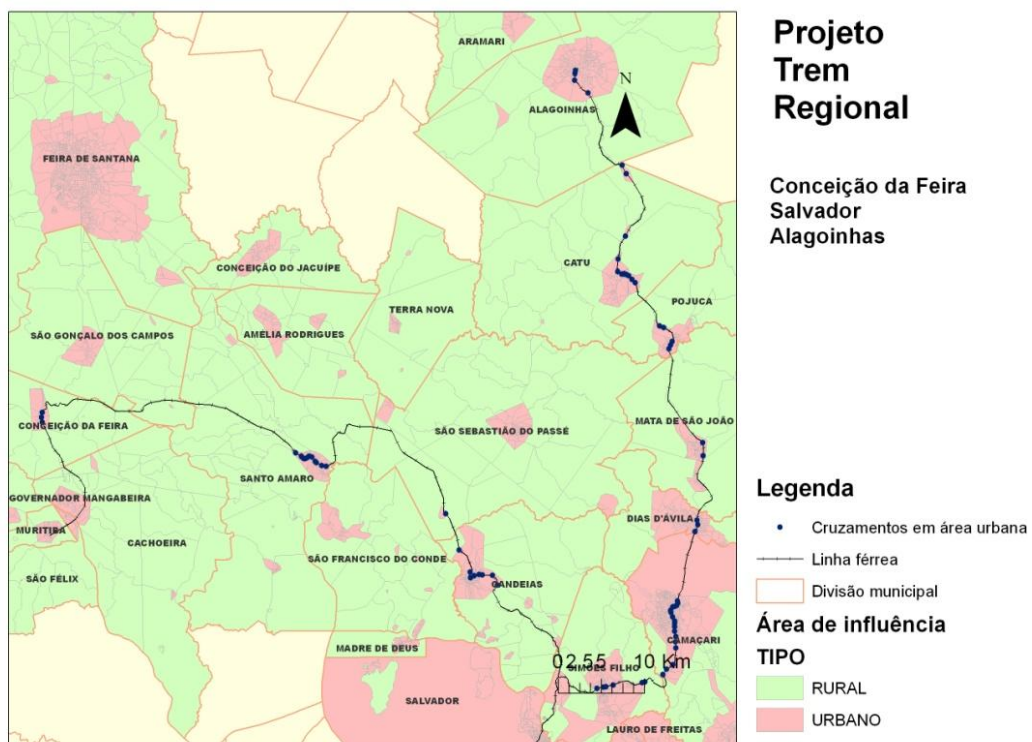 Projeto
Trem
Regional
Conceição da Feira
Salvador
Alagoinhas
ARAMARI
N
ALAGOINHAS
FEIRA DE SANTANA
CONCEIÇÃO DO JACUÍPE
CATU
TERRA NOVA
POJUCA
SÃO GONÇALO DOS CAMPOS
AMÉLIA RODRIGUES
CONCEIÇÃO DA FEIRA
SÃO SEBASTIÃO DO PASSÉ
MATA DE SÃO JOÃO
SANTO AMARO
GOVERNADOR MANGABEIRA
MURITIBA
CACHOEIRA
DIAS D'ÁVILA
SÃO FRANCISCO DO CONDE
SÃO FÉLIX
CANDEIAS
MADRE DE DEUS
CAMAÇARI
SIMÕES FILHO
0 2,5 5 10 Km
SALVADOR
LAURO DE FREITAS
Legenda
Cruzamentos em área urbana
Linha férrea
Divisão municipal
Área de influência
TIPO
RURAL
URBANO